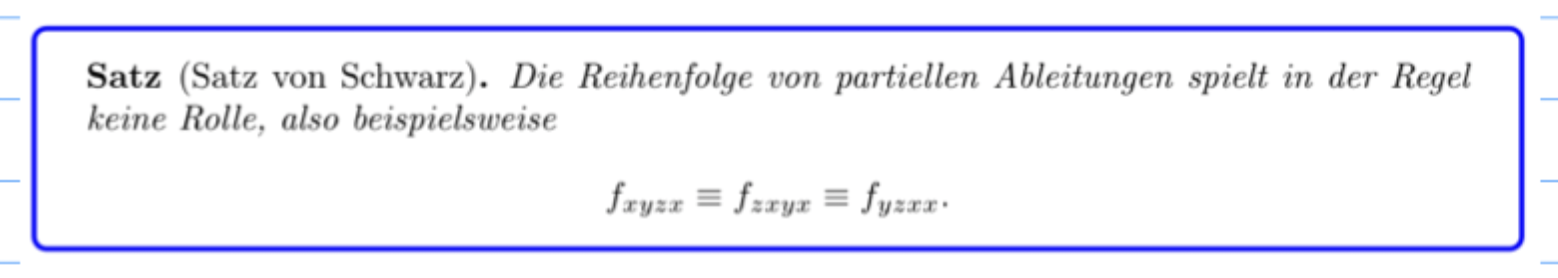 Satz (Satz von Schwarz). Die Reihenfolge von partiellen Ableitungen spielt in der Regel
keine Rolle, also beispielsweise
f_{xyzx} ≡ f_{zxyx} ≡ f_{yzxx}.